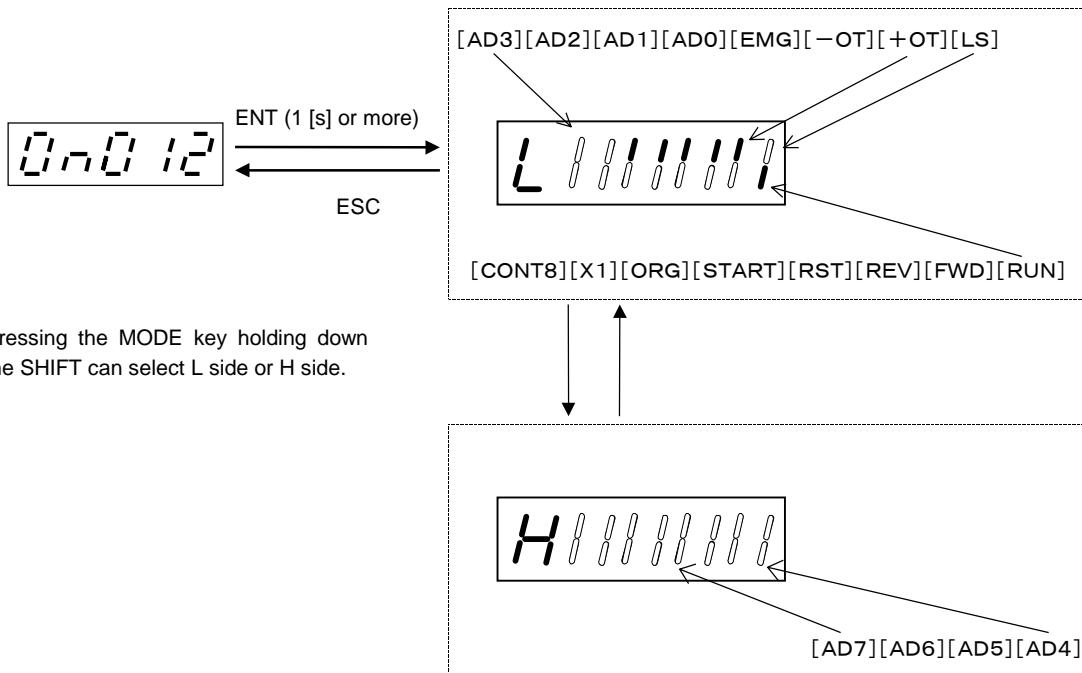 [AD3][AD2][AD1][AD0][EMG][－OT][＋OT][LS]
ENT (1 [s] or more)
0n012
L
ESC
[CONT8][X1][ORG][START][RST][REV][FWD][RUN]
ressing the MODE key holding down
he SHIFT can select L side or H side.
H
[AD7][AD6][AD5][AD4]